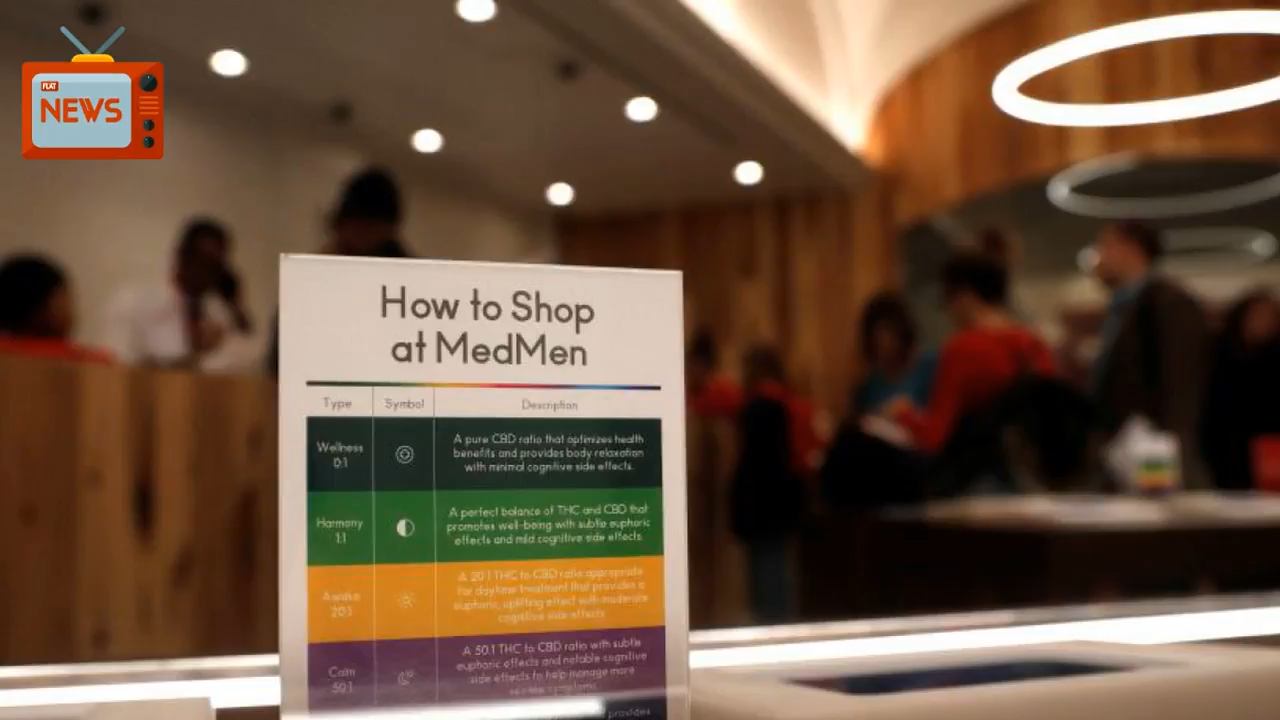 FLAT
NEWS
How to Shop
at MedMen
Type Symbol Description
Wellness
0:1
A pure CBD ratio that optimizes health
benefits and provides body relaxation
with minimal cognitive side effects.
Harmony
1:1
A perfect balance of THC and CBD that
promotes well-being with subtle euphoric
effects and mild cognitive side effects.
Awake
20:1
A 20:1 THC to CBD ratio appropriate
for daytime treatment that provides a
euphoric, uplifting effect with moderate
cognitive side effects.
Calm
50:1
A 50:1 THC to CBD ratio with subtle
euphoric effects and notable cognitive
side effects to help manage more
symptoms.
provides